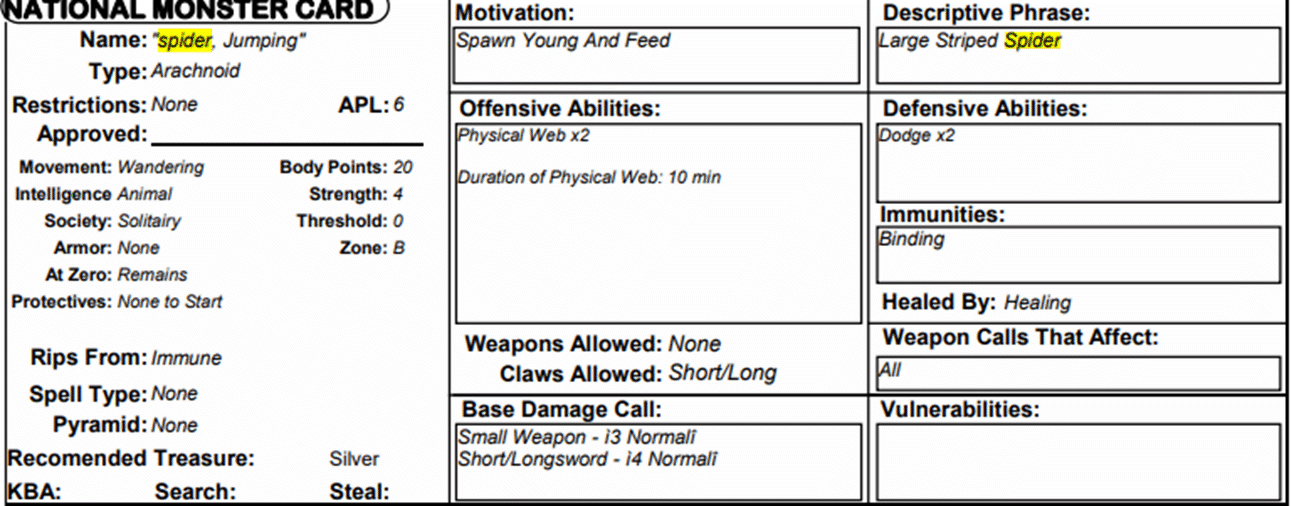 NATIONAL MONSTER CARD
Name: "spider, Jumping"
Type: Arachnoid
Restrictions: None APL: 6
Approved:
Movement: Wandering Body Points: 20
Intelligence Animal Strength: 4
Society: Solitairy Threshold: 0
Armor: None Zone: B
At Zero: Remains
Protectives: None to Start
Rips From: Immune
Spell Type: None
Pyramid: None
Recomended Treasure: Silver
KBA: Search: Steal:
Motivation:
Spawn Young And Feed
Offensive Abilities:
Physical Web x2
Duration of Physical Web: 10 min
Weapons Allowed: None
Claws Allowed: Short/Long
Base Damage Call:
Small Weapon - ì3 Normalî
Short/Longsword - ì4 Normalî
Descriptive Phrase:
Large Striped Spider
Defensive Abilities:
Dodge x2
Immunities:
Binding
Healed By: Healing
Weapon Calls That Affect:
All
Vulnerabilities: